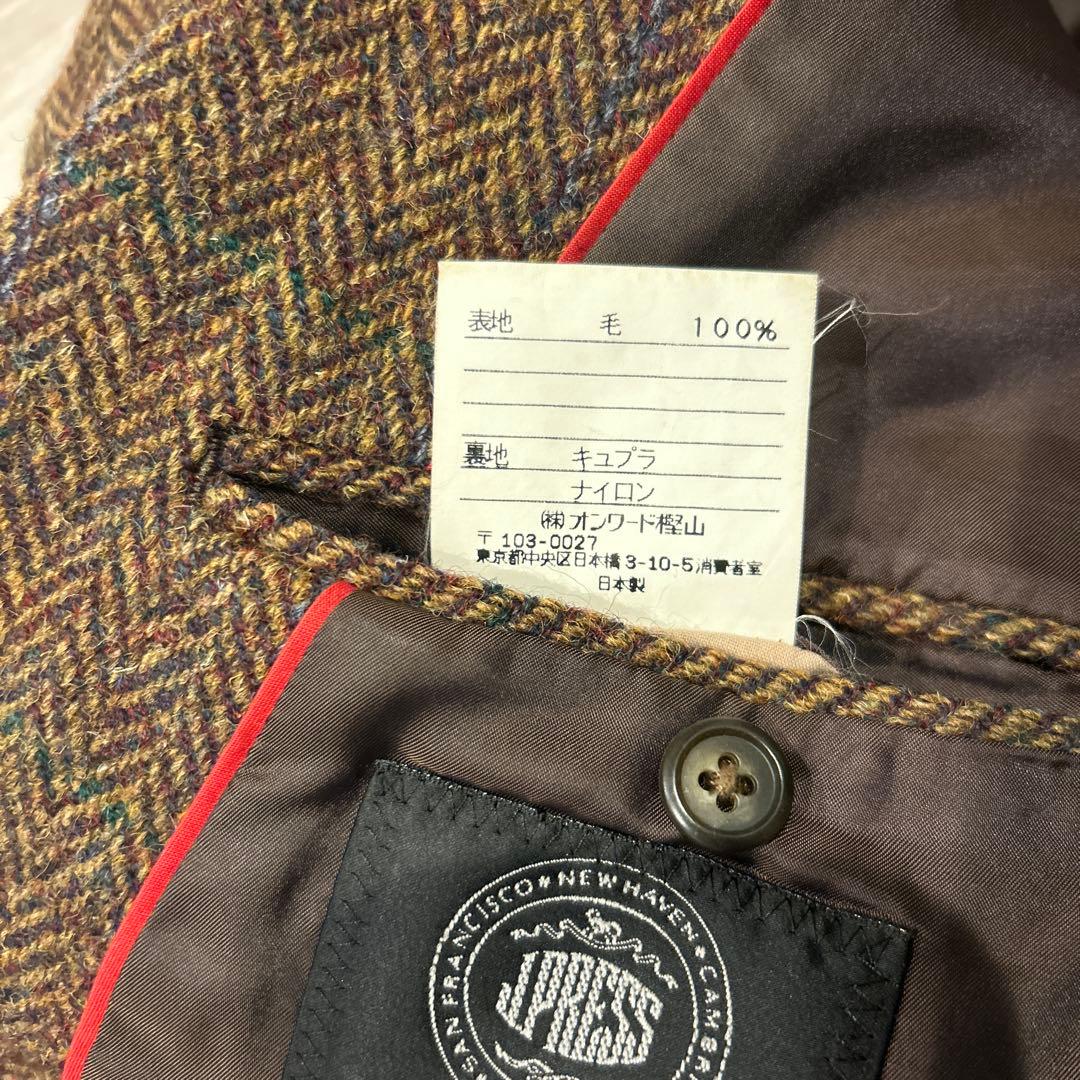 表地 毛 100%
裏地 キュプラ
ナイロン
(株)オンワード樫山
〒103-0027
東京都中央区日本橋3-10-5消費者室
日本製
SAN FRANCISCO * NEW HAVEN * CAMBRI
J.PRESS